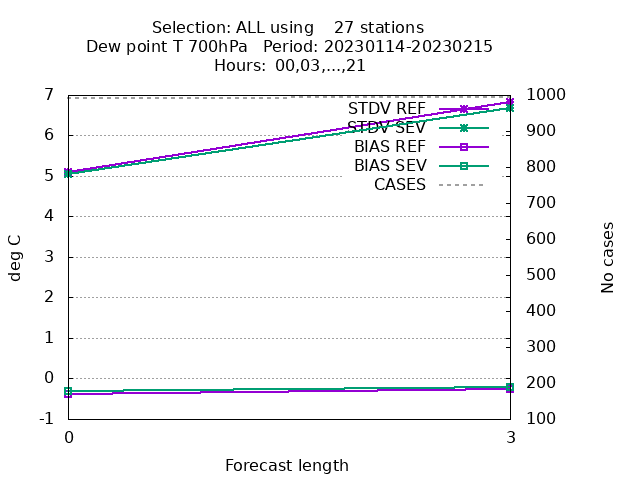 Selection: ALL using    27 stations
Dew point T 700hPa   Period: 20230114-20230215
Hours: 00,03,...,21
7
6
5
4
3
2
1
0
-1
deg C
STDV REF
STDV SEV
BIAS REF
BIAS SEV
CASES
1000
900
800
700
600
500
400
300
200
100
No cases
0
3
Forecast length